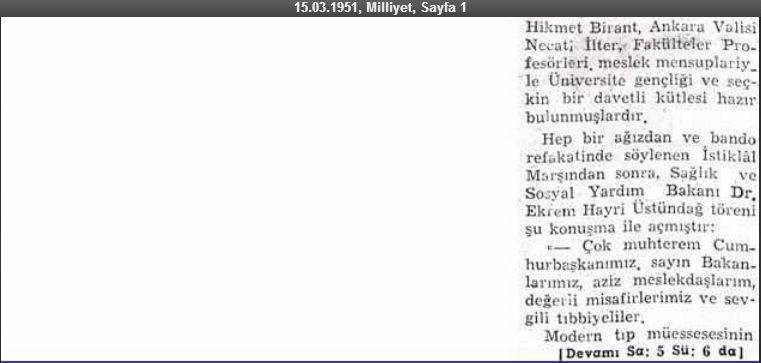 15.03.1951, Milliyet, Sayfa 1
Hikmet Birant, Ankara Valisi
Necati İlter, Fakülteler Pro-
fesörleri, meslek mensuplariy-
le Üniversite gençliği ve seç-
kin bir davetli kütlesi hazır
bulunmuşlardır.
Hep bir ağızdan ve bando
refakatinde söylenen İstiklâl
Marşından sonra, Sağlık ve
Sosyal Yardım Bakanı Dr.
Ekrem Hayri Üstündağ töreni
şu konuşma ile açmıştır:
«— Çok muhterem Cum-
hurbaşkanımız, sayın Bakan-
larımız, aziz meslekdaşlarım,
değerli misafirlerimiz ve sev-
gili tıbbiyeliler.
Modern tıp müessesesinin
[Devamı Sa: 5 Sü: 6 da]